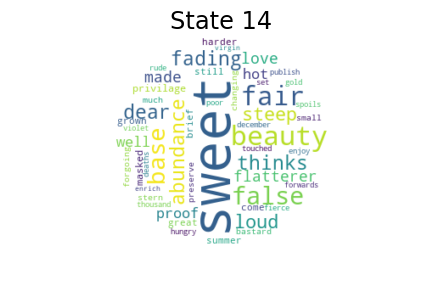 State 14
harder
virgin
fading love
still
rude
made hot publish
set gold
privilage changing
much poor spoils
dear abundance fair
grown brief steep small
violet december
well base beauty
touched enjoy
masked deaths sweet thinks
forgoing preserve flatterer
enrich forwards
stern false
thousand come fierce
proof loud
great bastard
hungry
summer